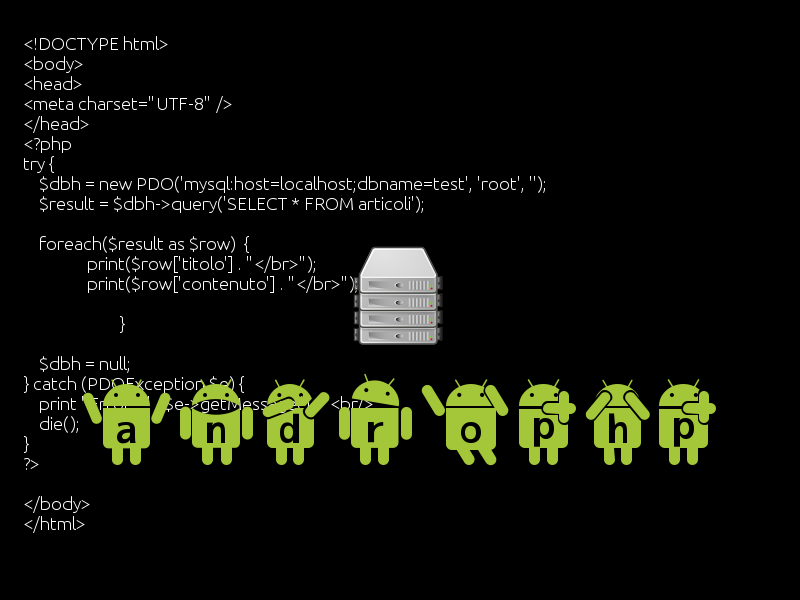 <!DOCTYPE html>
<body>
<head>
<meta charset="UTF-8" />
</head>
<?php
try {
$dbh = new PDO('mysql:host=localhost;dbname=test', 'root', '');
$result = $dbh->query('SELECT * FROM articoli');
foreach($result as $row) {
print($row['titolo'] . "</br>");
print($row['contenuto'] . "</br>")
}
$dbh = null;
} catch (PDOException $e) {
print $e->getMessage <br/>
die();
}
?>
androphp
</body>
</html>